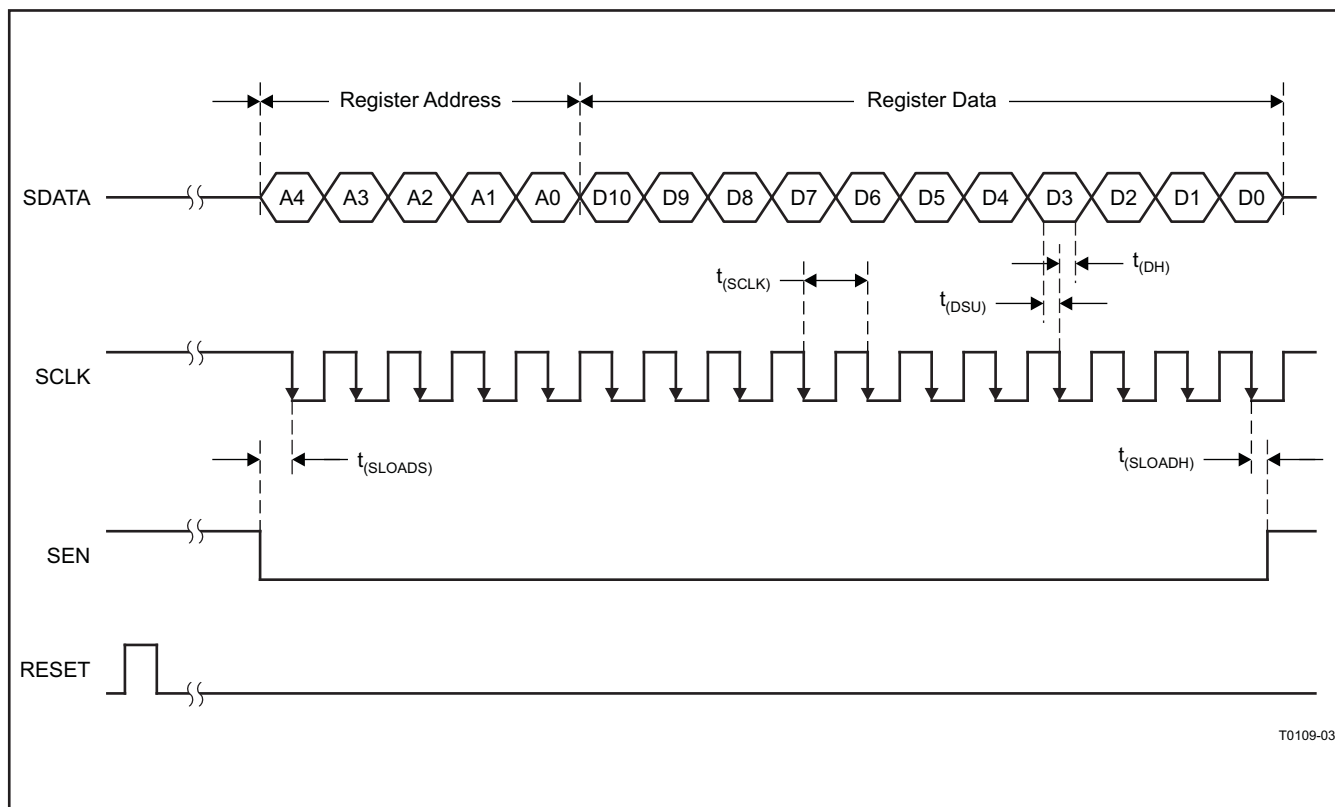 Register Address
Register Data
SDATA
A4 A3 A2 A1 A0 D10 D9 D8 D7 D6 D5 D4 D3 D2 D1 D0
t(SCLK)
t(DH)
t(DSU)
SCLK
t(SLOADS)
t(SLOADH)
SEN
RESET
T0109-03